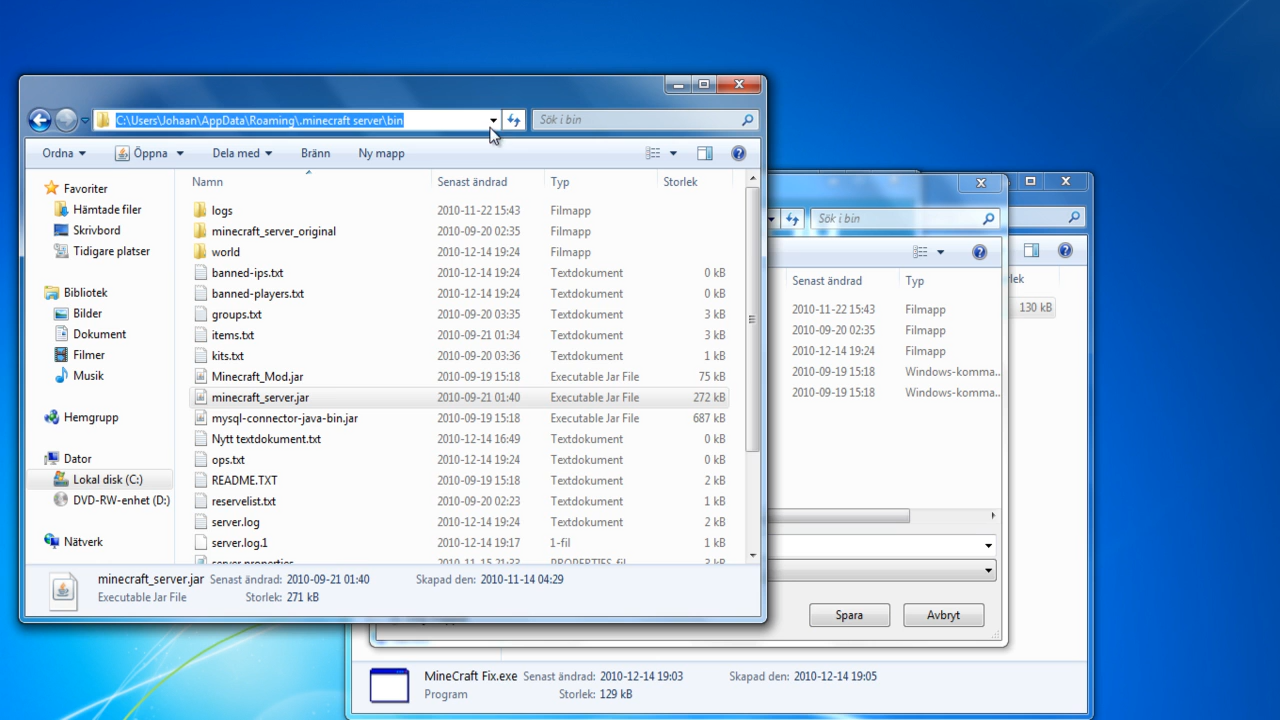 C:\Users\Johaan\AppData\Roaming\.minecraft server\bin
Sök i bin
Ordna Öppna Dela med Bränn Ny mapp
Namn Senast ändrad Typ Storlek
Favoriter
Hämtade filer
Skrivbord
Tidigare platser
Bibliotek
Bilder
Dokument
Filmer
Musik
Hemgrupp
Dator
Lokal disk (C:)
DVD-RW-enhet (D:)
Nätverk
logs 2010-11-22 15:43 Filmapp
minecraft_server_original 2010-09-20 02:35 Filmapp
world 2010-12-14 19:24 Filmapp
banned-ips.txt 2010-12-14 19:24 Textdokument 0 kB
banned-players.txt 2010-12-14 19:24 Textdokument 0 kB
groups.txt 2010-09-20 03:35 Textdokument 3 kB
items.txt 2010-09-21 01:34 Textdokument 3 kB
kits.txt 2010-09-20 03:36 Textdokument 1 kB
Minecraft_Mod.jar 2010-09-19 15:18 Executable Jar File 75 kB
minecraft_server.jar 2010-09-21 01:40 Executable Jar File 272 kB
mysql-connector-java-bin.jar 2010-09-19 15:18 Executable Jar File 687 kB
Nytt textdokument.txt 2010-12-14 16:49 Textdokument 0 kB
ops.txt 2010-12-14 19:24 Textdokument 0 kB
README.TXT 2010-09-19 15:18 Textdokument 2 kB
reservelist.txt 2010-09-20 02:23 Textdokument 1 kB
server.log 2010-12-14 19:24 Textdokument 2 kB
server.log.1 2010-12-14 19:17 1-fil 1 kB
minecraft_server.jar Senast ändrad: 2010-09-21 01:40 Skapad den: 2010-11-14 04:29
Executable Jar File Storlek: 271 kB
Sök i bin
Senast ändrad Typ
2010-11-22 15:43 Filmapp
2010-09-20 02:35 Filmapp
2010-12-14 19:24 Filmapp
2010-09-19 15:18 Windows-komma...
2010-09-19 15:18 Windows-komma...
Spara Avbryt
130 kB
MineCraft Fix.exe Senast ändrad: 2010-12-14 19:03 Skapad den: 2010-12-14 19:05
Program Storlek: 129 kB